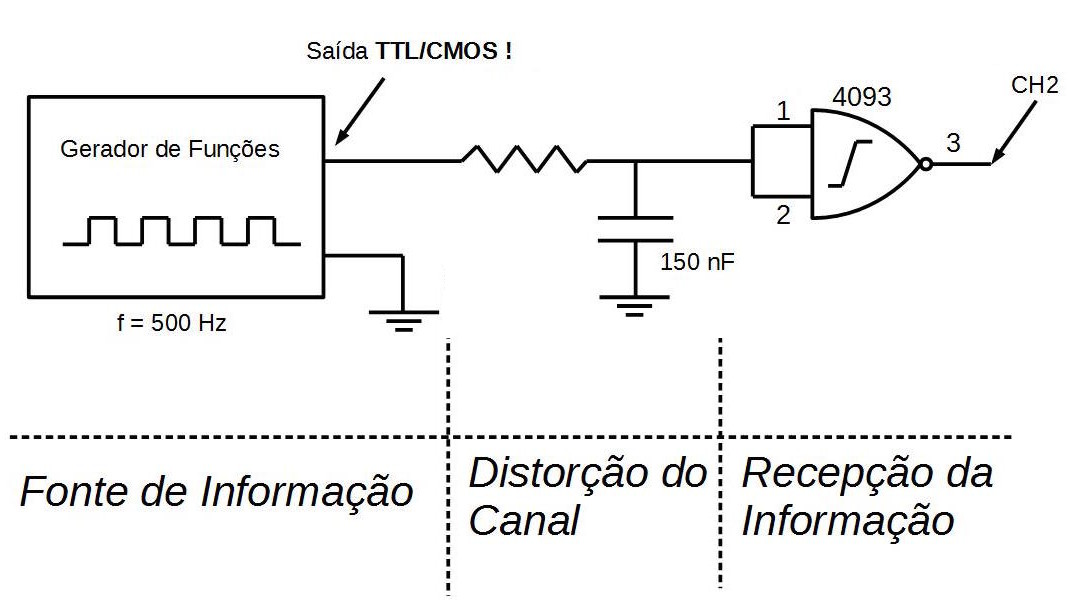 Saída TTL/CMOS !
CH2
4093
Gerador de Funções
1
3
2
150 nF
f = 500 Hz
Fonte de Informação
Distorção do
Canal
Recepção da
Informação